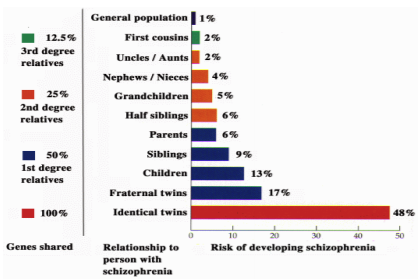 12.5%
3rd degree
relatives
25%
2nd degree
relatives
50%
1st degree
relatives
100%
Genes shared
General population 1%
First cousins 2%
Uncles / Aunts 2%
Nephews / Nieces 4%
Grandchildren 5%
Half siblings 6%
Parents 6%
Siblings 9%
Children 13%
Fraternal twins 17%
Identical twins 48%
0 10 20 30 40 50
Relationship to
person with
schizophrenia
Risk of developing schizophrenia